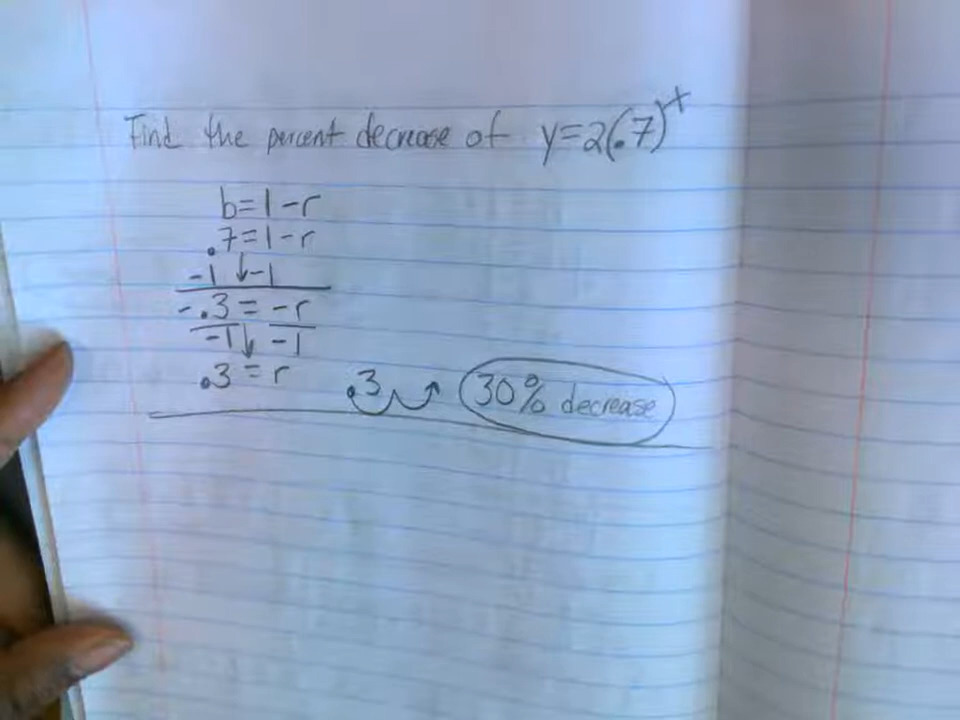 Find the percent decrease of y=2(.7)^t
b=1-r
.7=1-r
-1 ↓-1
-.3 = -r
-1 ↓ -1
.3 = r
.3 30% decrease